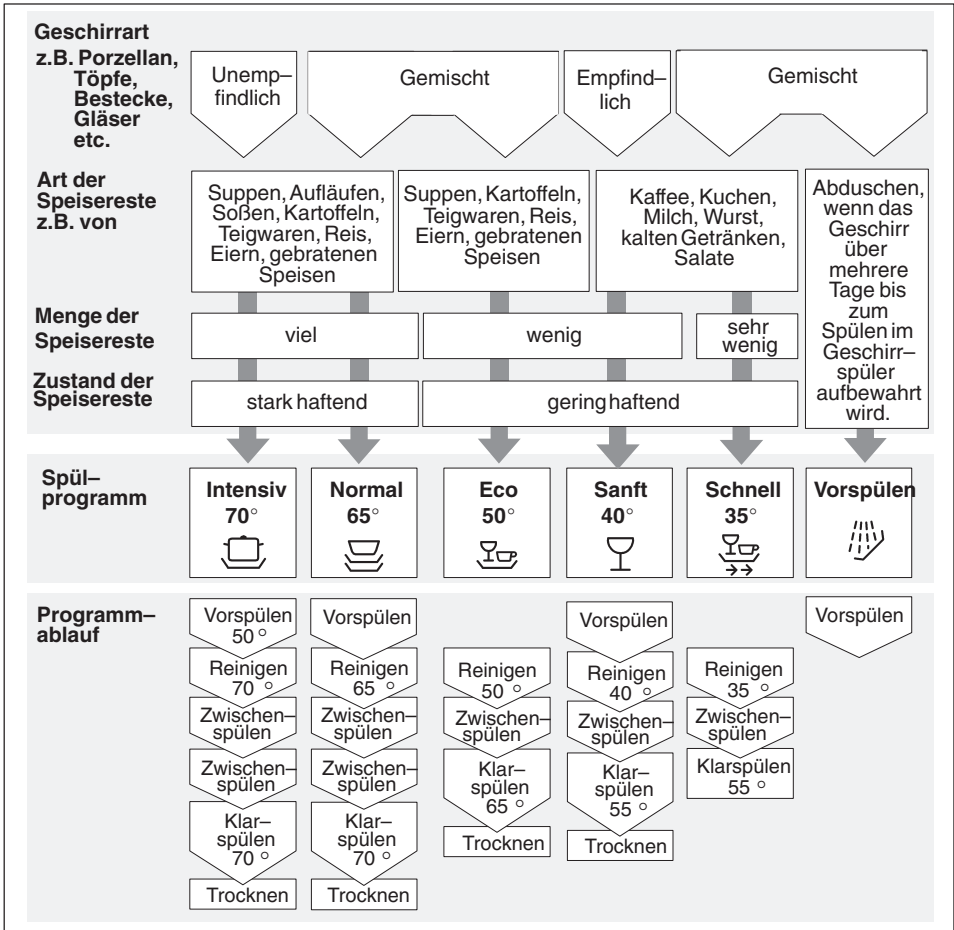 Geschirrart
z.B. Porzellan,
Töpfe,
Bestecke,
Gläser
etc.
Unemp–
findlich
Gemischt
Empfind–
lich
Gemischt
Art der
Speisereste
z.B. von
Suppen, Aufläufen,
Soßen, Kartoffeln,
Teigwaren, Reis,
Eiern, gebratenen
Speisen
Suppen, Kartoffeln,
Teigwaren, Reis,
Eiern, gebratenen
Speisen
Kaffee, Kuchen,
Milch, Wurst,
kalten Getränken,
Salate
Abduschen,
wenn das
Geschirr
über
mehrere
Tage bis
zum
Spülen im
Geschirr–
spüler
aufbewahrt
wird.
Menge der
Speisereste
viel
wenig
sehr
wenig
Zustand der
Speisereste
stark haftend
gering haftend
Spül–
programm
Intensiv
70°
Normal
65°
Eco
50°
Sanft
40°
Schnell
35°
Vorspülen
Programm–
ablauf
Vorspülen
50 °
Reinigen
70 °
Zwischen–
spülen
Zwischen–
spülen
Klar–
spülen
70 °
Trocknen
Vorspülen
Reinigen
65 °
Zwischen–
spülen
Zwischen–
spülen
Klar–
spülen
70 °
Trocknen
Reinigen
50 °
Zwischen–
spülen
Klar–
spülen
65 °
Trocknen
Vorspülen
Reinigen
40 °
Zwischen–
spülen
Klar–
spülen
55 °
Trocknen
Reinigen
35 °
Zwischen–
spülen
Klarspülen
55 °
Vorspülen